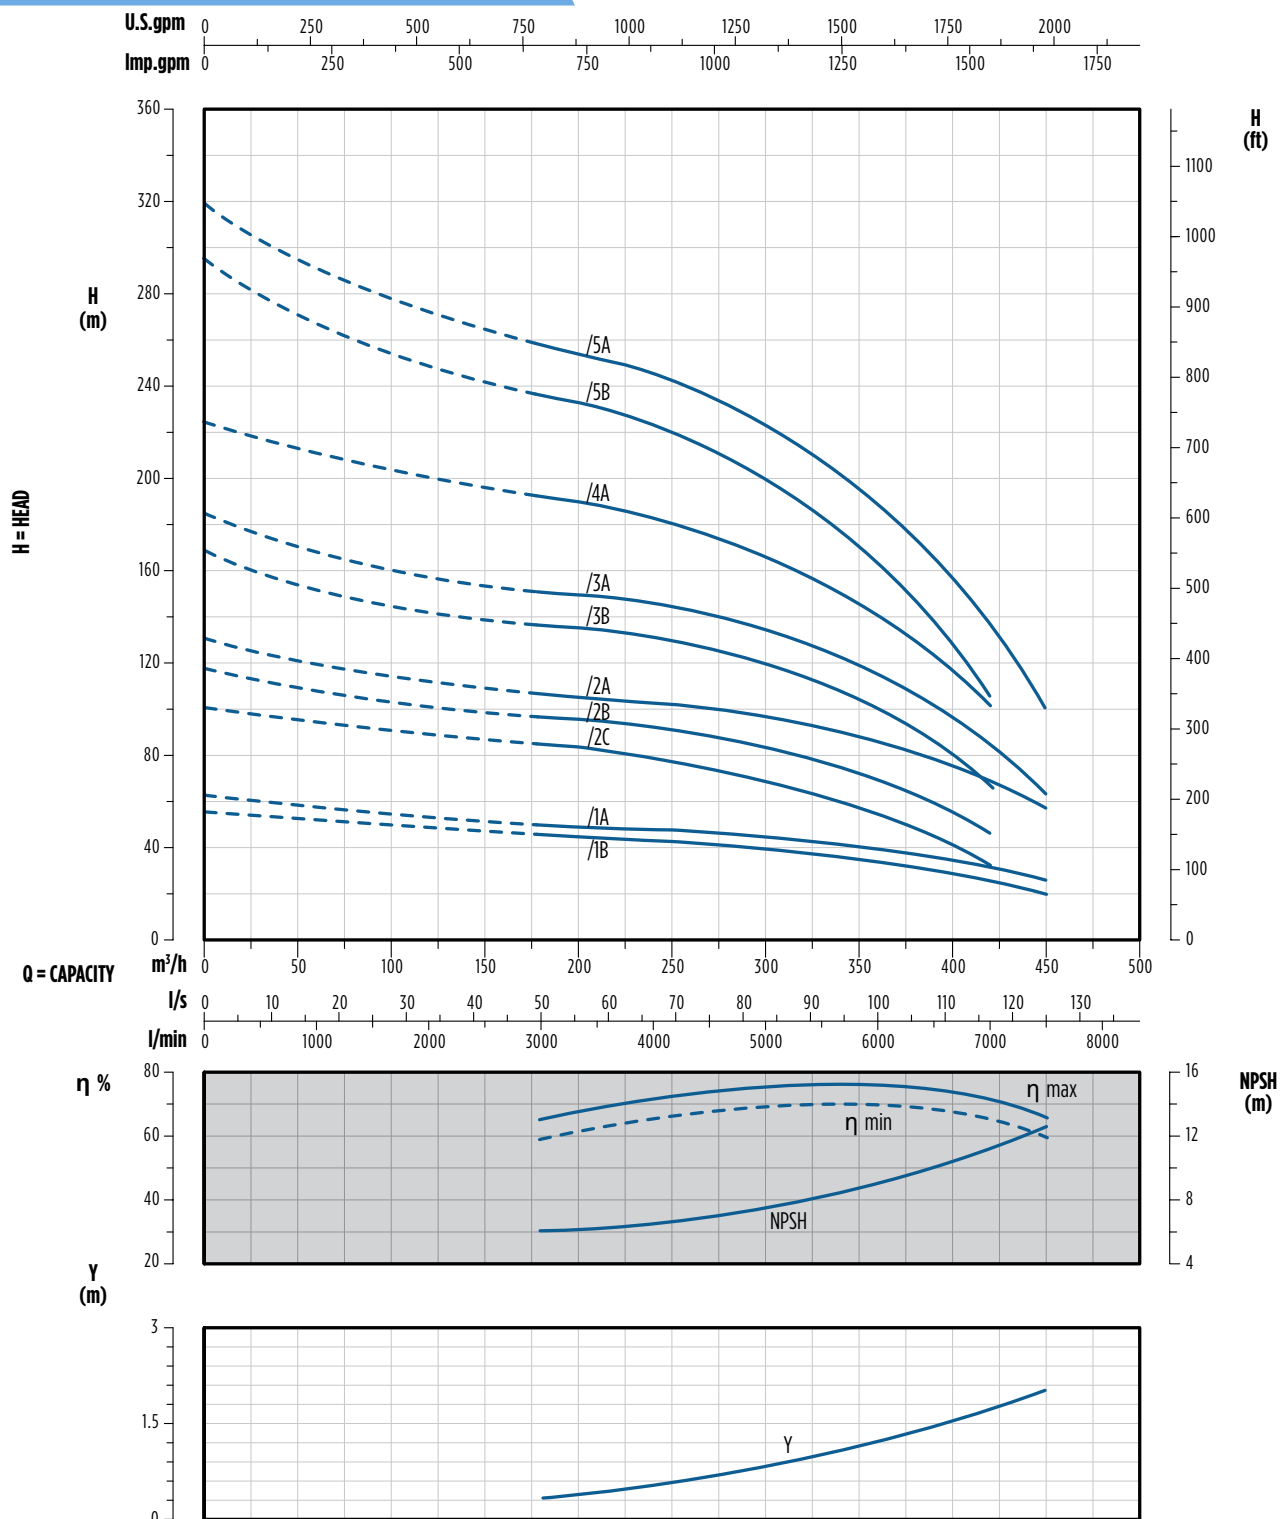 U.S.gpm 0 250 500 750 1000 1250 1500 1750 2000
Imp.gpm 0 250 500 750 1000 1250 1500 1750
H
(m)
H = HEAD
360
320
280
240
200
160
120
80
40
0
H
(ft)
1100
1000
900
800
700
600
500
400
300
200
100
0
/5A
/5B
/4A
/3A
/3B
/2A
/2B
/2C
/1A
/1B
Q = CAPACITY m³/h 0 50 100 150 200 250 300 350 400 450 500
l/s 0 10 20 30 40 50 60 70 80 90 100 110 120 130
l/min 0 1000 2000 3000 4000 5000 6000 7000 8000
η %
80
60
40
20
NPSH
(m)
16
12
8
4
η max
η min
NPSH
Y
(m)
3
1.5
0
Y